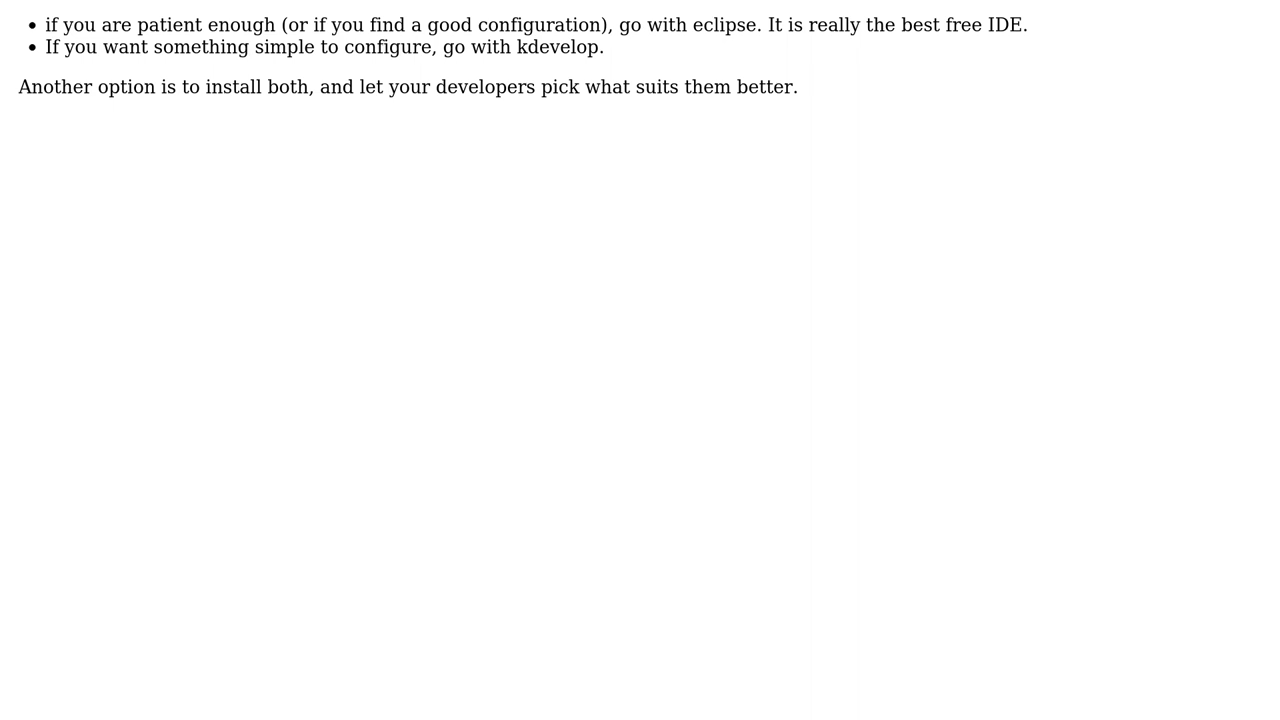 • if you are patient enough (or if you find a good configuration), go with eclipse. It is really the best free IDE.
• If you want something simple to configure, go with kdevelop.
Another option is to install both, and let your developers pick what suits them better.